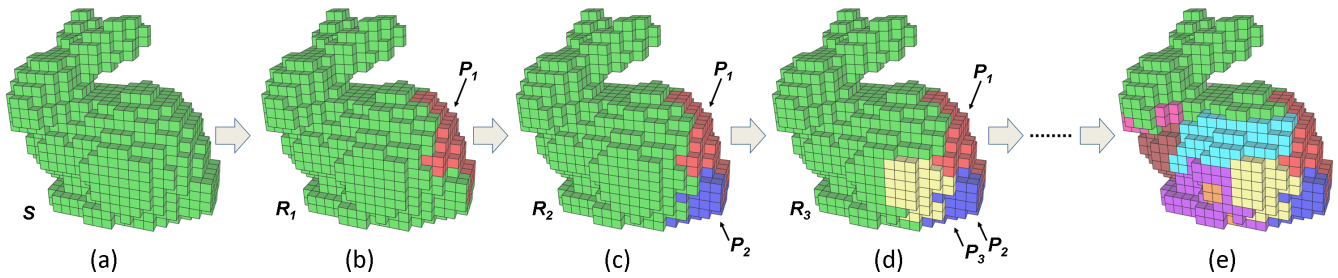 S
R1
P1
R2
P1
P2
R3
P1
P3
P2
........
(a)
(b)
(c)
(d)
(e)